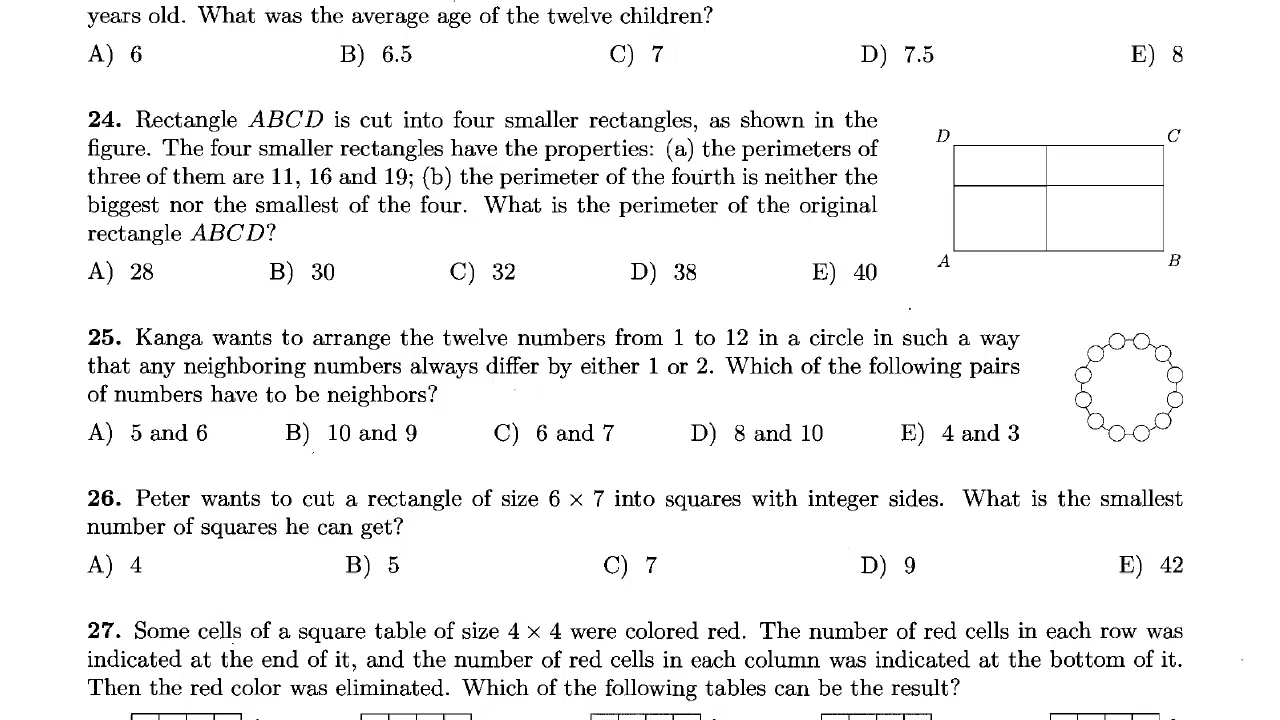 years old. What was the average age of the twelve children?
A) 6 B) 6.5 C) 7 D) 7.5 E) 8
24. Rectangle ABCD is cut into four smaller rectangles, as shown in the
figure. The four smaller rectangles have the properties: (a) the perimeters of
three of them are 11, 16 and 19; (b) the perimeter of the fourth is neither the
biggest nor the smallest of the four. What is the perimeter of the original
rectangle ABCD?
A) 28 B) 30 C) 32 D) 38 E) 40
D C
A B
25. Kanga wants to arrange the twelve numbers from 1 to 12 in a circle in such a way
that any neighboring numbers always differ by either 1 or 2. Which of the following pairs
of numbers have to be neighbors?
A) 5 and 6 B) 10 and 9 C) 6 and 7 D) 8 and 10 E) 4 and 3
26. Peter wants to cut a rectangle of size 6 × 7 into squares with integer sides. What is the smallest
number of squares he can get?
A) 4 B) 5 C) 7 D) 9 E) 42
27. Some cells of a square table of size 4 × 4 were colored red. The number of red cells in each row was
indicated at the end of it, and the number of red cells in each column was indicated at the bottom of it.
Then the red color was eliminated. Which of the following tables can be the result?